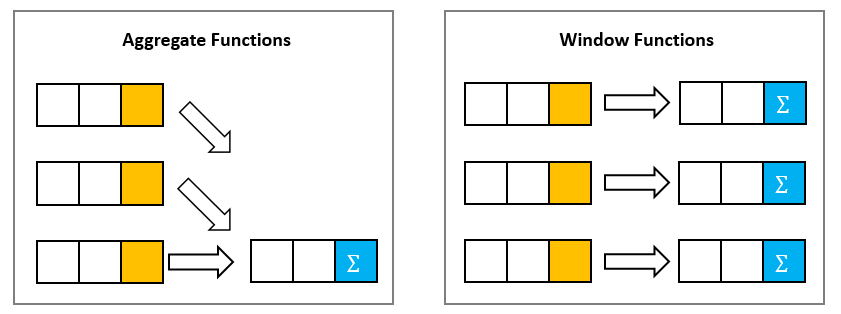 Aggregate Functions
Σ
Window Functions
Σ
Σ
Σ